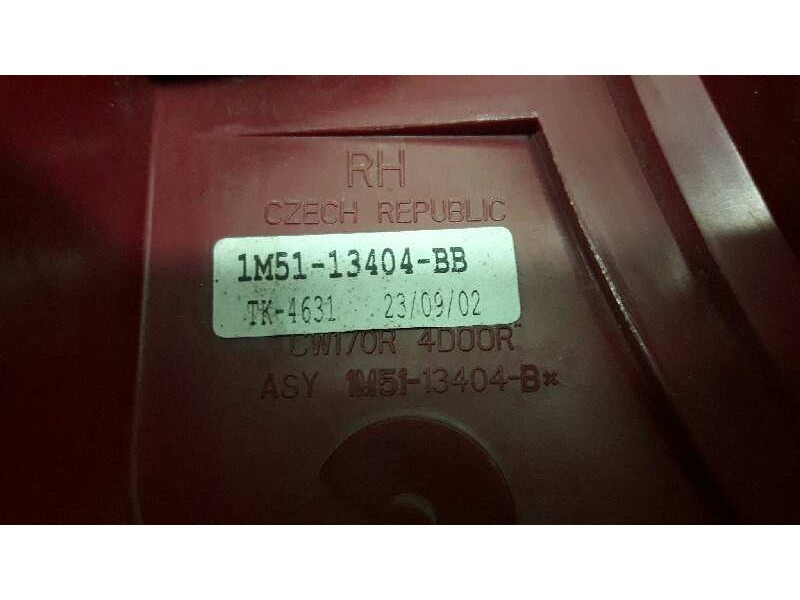 RH
CZECH REPUBLIC
1M51-13404-BB
TK-4631 23/09/02
"CW170R 4DOOR"
ASY 1M51-13404-B*